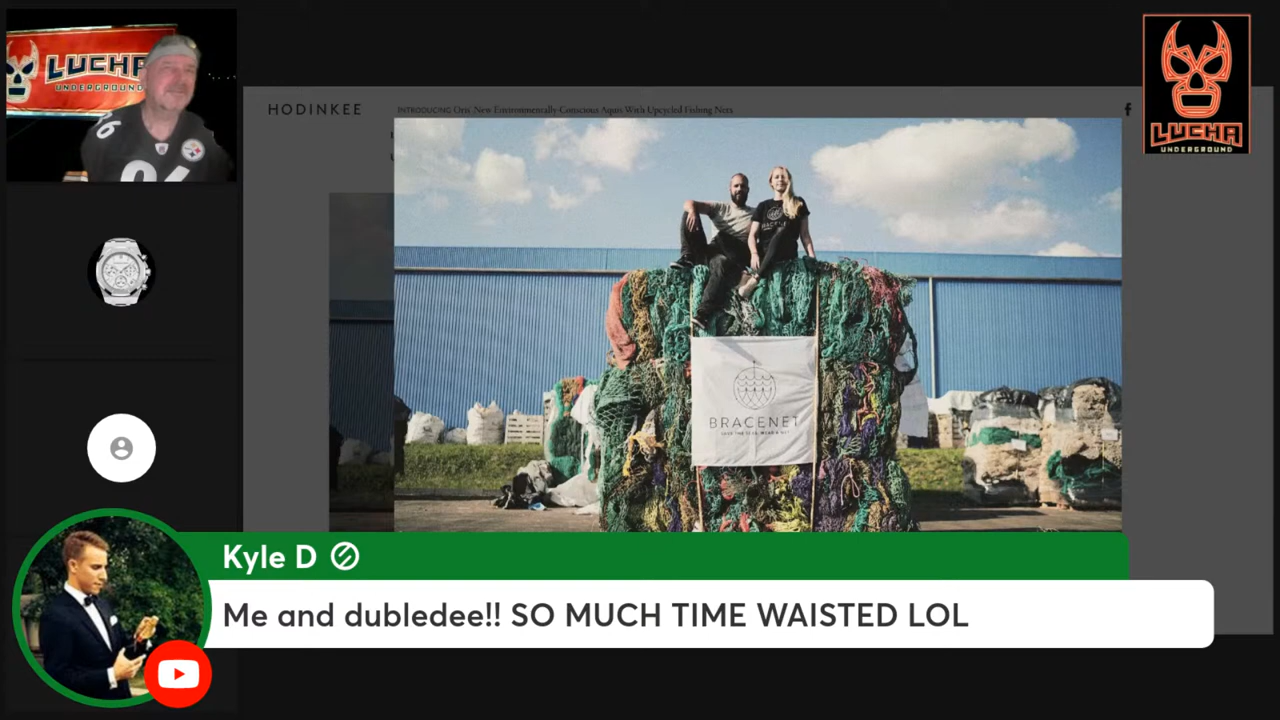 LUCHA
UNDERGROUND
86
HODINKEE
INTRODUCING Oris' New Environmentally-Conscious Aquis With Upcycled Fishing Nets
f
LUCHA
UNDERGROUND
BRACENET
Kyle D
Me and dubledee!! SO MUCH TIME WAISTED LOL